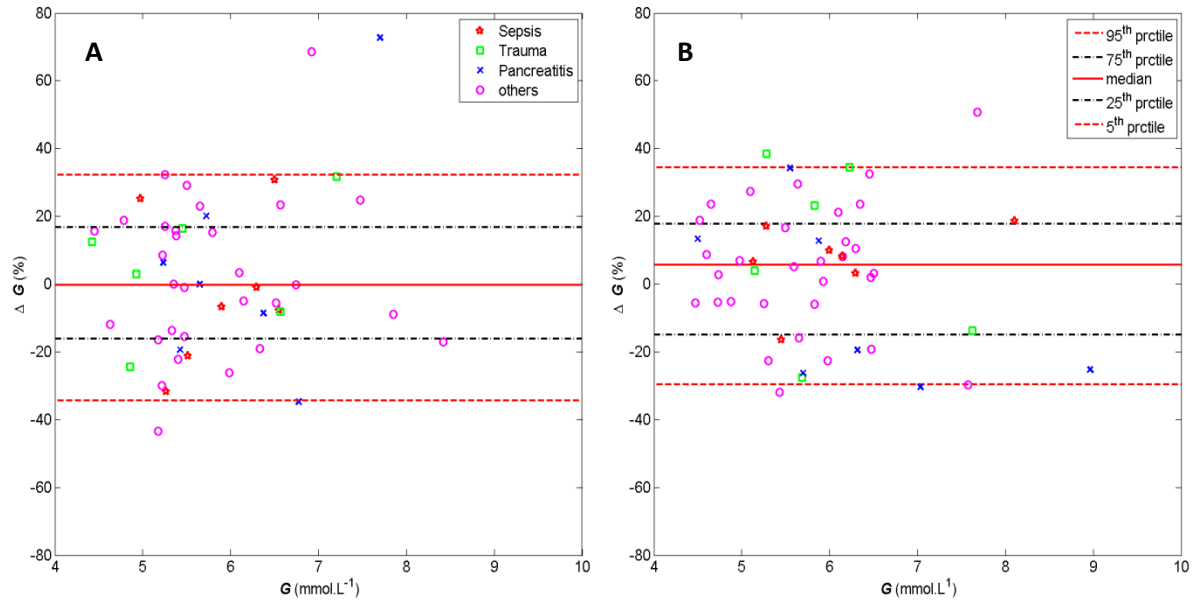 A
Sepsis
Trauma
Pancreatitis
others
80
60
40
20
0
-20
-40
-60
-80
Δ G (%)
4 5 6 7 8 9 10
G (mmol.L⁻¹)
B
95th prctile
75th prctile
median
25th prctile
5th prctile
80
60
40
20
0
-20
-40
-60
-80
Δ G (%)
4 5 6 7 8 9 10
G (mmol.L¹)